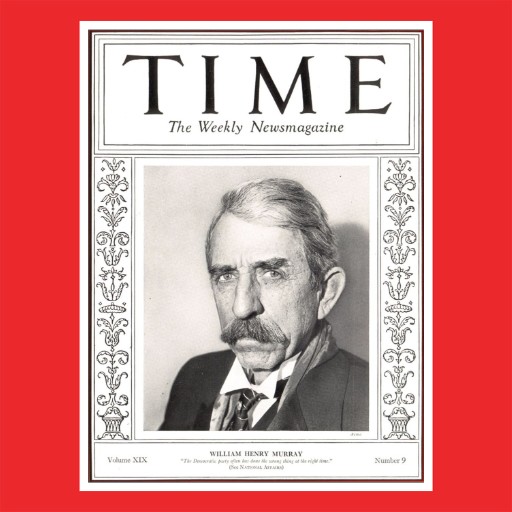 TIME
The Weekly Newsmagazine
WILLIAM HENRY MURRAY
Volume XIX
"The Democratic party often has done the wrong thing at the right time."
Number 9
(See NATIONAL AFFAIRS)